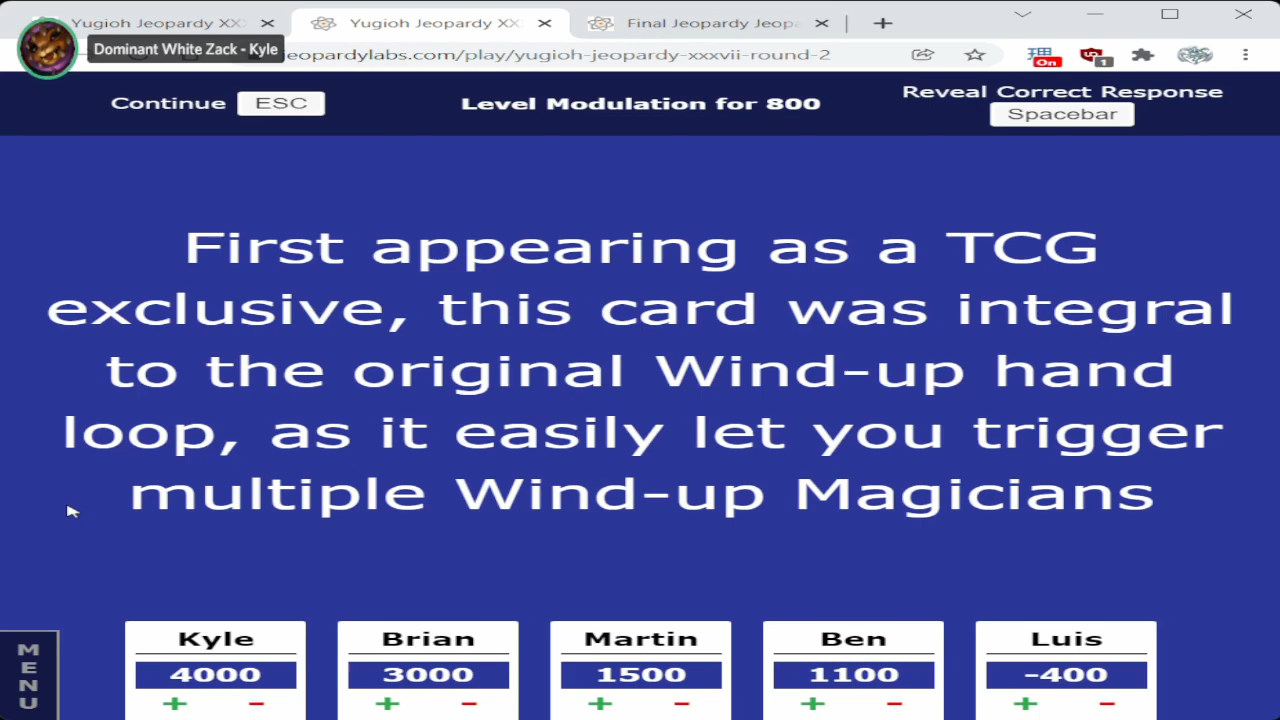 Yugioh Jeopardy XX
Yugioh Jeopardy XX
Final Jeopardy Jeop
Dominant White Zack - Kyle
eopardylabs.com/play/yugioh-jeopardy-xxxvii-round-2
On
1
Continue ESC
Level Modulation for 800
Reveal Correct Response
Spacebar
First appearing as a TCG
exclusive, this card was integral
to the original Wind-up hand
loop, as it easily let you trigger
multiple Wind-up Magicians
MENU
Kyle Brian Martin Ben Luis
4000 3000 1500 1100 -400
+ - + - + - + - + -